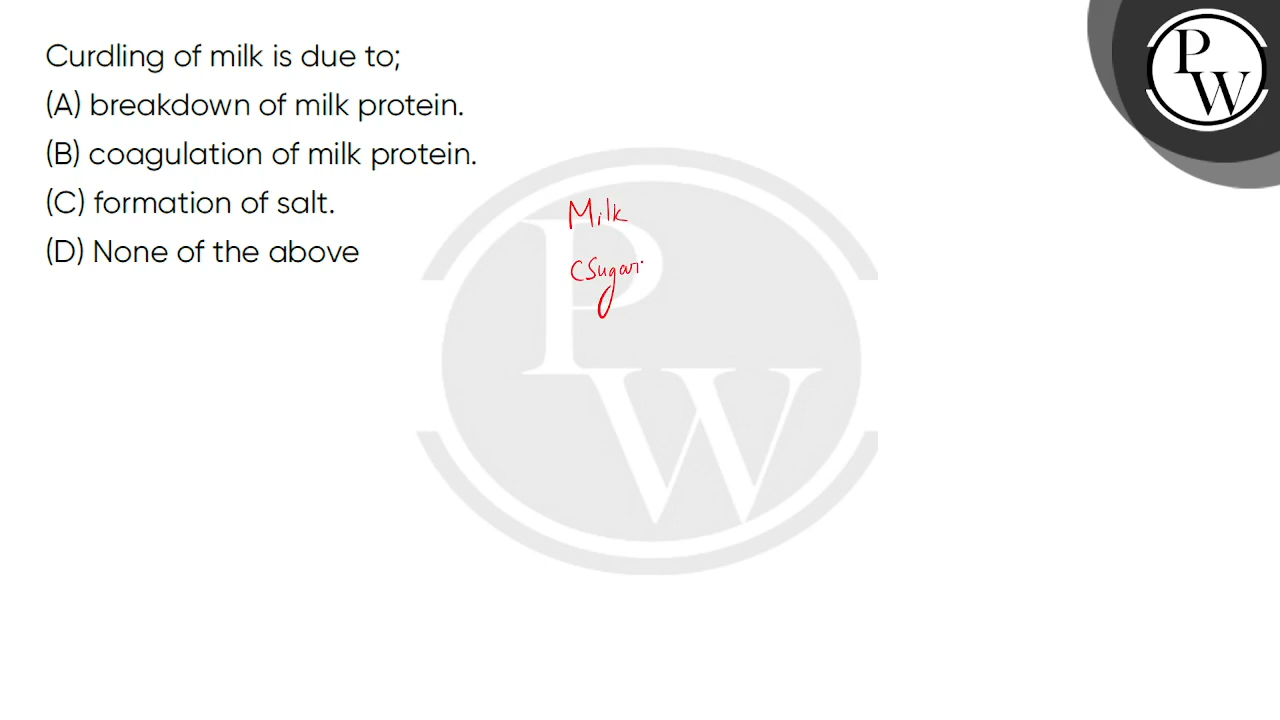 Curdling of milk is due to;
(A) breakdown of milk protein.
(B) coagulation of milk protein.
(C) formation of salt.
(D) None of the above
Milk
CSugar
P
W
P
W